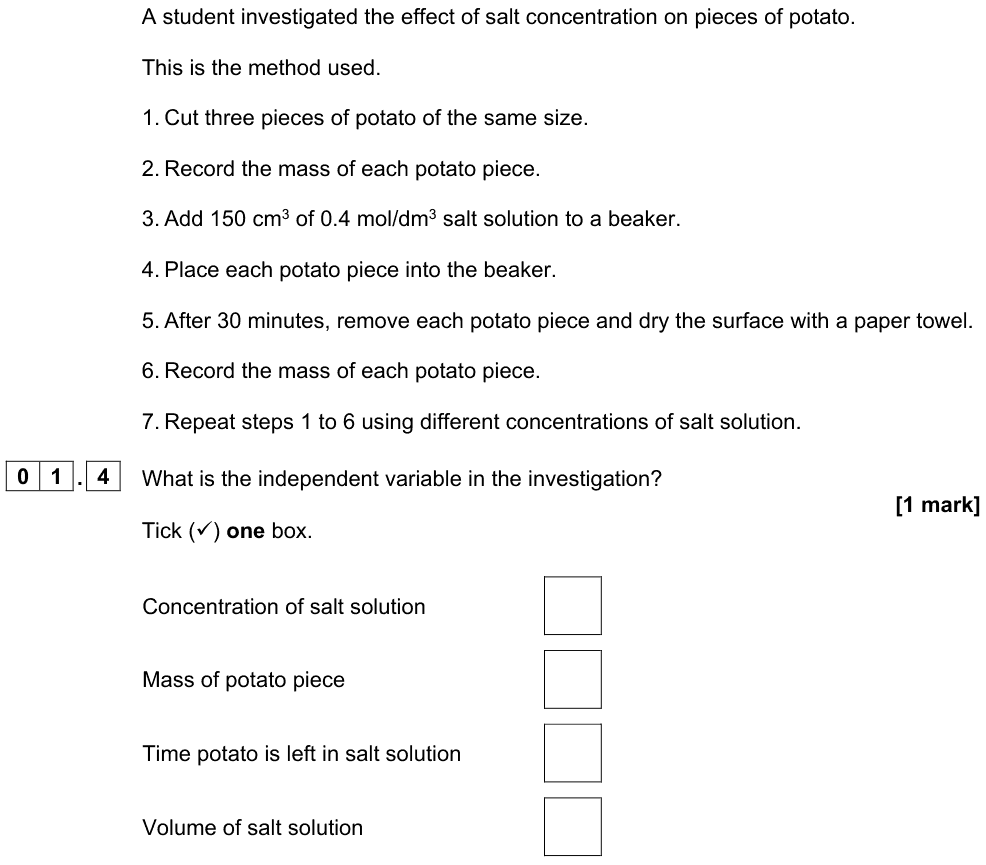 A student investigated the effect of salt concentration on pieces of potato.
This is the method used.
1. Cut three pieces of potato of the same size.
2. Record the mass of each potato piece.
3. Add 150 cm³ of 0.4 mol/dm³ salt solution to a beaker.
4. Place each potato piece into the beaker.
5. After 30 minutes, remove each potato piece and dry the surface with a paper towel.
6. Record the mass of each potato piece.
7. Repeat steps 1 to 6 using different concentrations of salt solution.
0 1 . 4 What is the independent variable in the investigation?
[1 mark]
Tick (✓) one box.
Concentration of salt solution
Mass of potato piece
Time potato is left in salt solution
Volume of salt solution